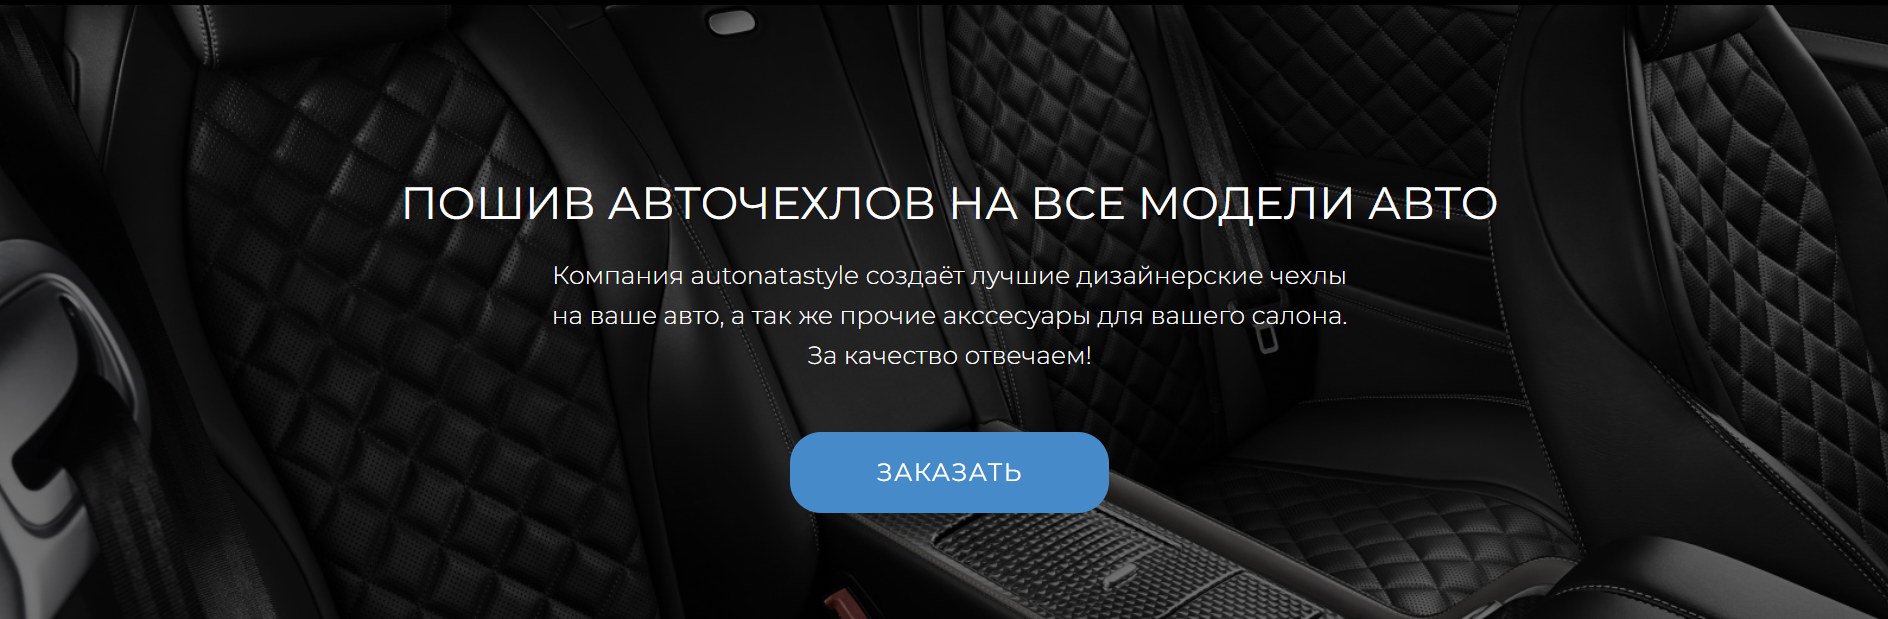 ПОШИВ АВТОЧЕХЛОВ НА ВСЕ МОДЕЛИ АВТО
Компания autonatastyle создаёт лучшие дизайнерские чехлы
на ваше авто, а так же прочие акссесуары для вашего салона.
За качество отвечаем!
ЗАКАЗАТЬ